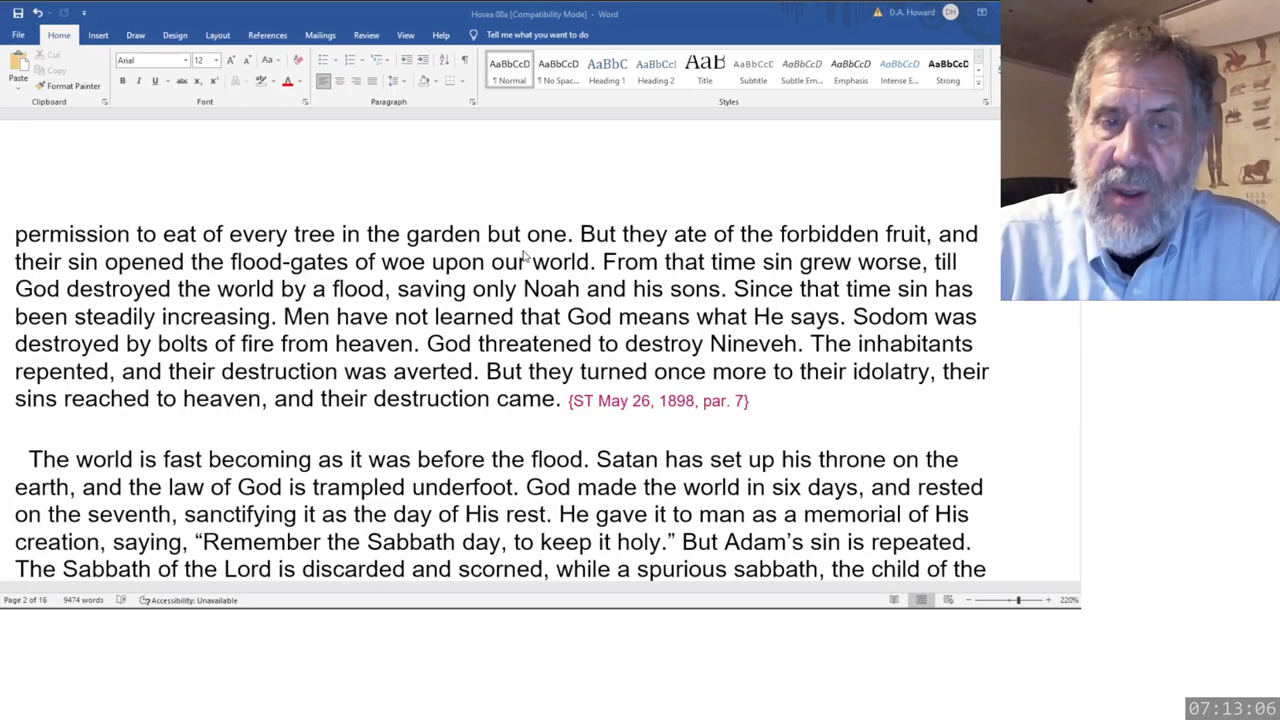 Hosea 08a [Compatibility Mode] - Word
D.A. Howard DH
File Home Insert Draw Design Layout References Mailings Review View Help Tell me what you want to do
Paste
Cut
Copy
Format Painter
Clipboard
Arial 12
Font
Paragraph
AaBbCcD AaBbCcD AaBbC AaBbCcl AaB AaBbCcD AaBbCcD AaBbCcD AaBbCcD AaBbCcD
¶ Normal ¶ No Spac... Heading 1 Heading 2 Title Subtitle Subtle Em... Emphasis Intense E... Strong
Styles
permission to eat of every tree in the garden but one. But they ate of the forbidden fruit, and
their sin opened the flood-gates of woe upon our world. From that time sin grew worse, till
God destroyed the world by a flood, saving only Noah and his sons. Since that time sin has
been steadily increasing. Men have not learned that God means what He says. Sodom was
destroyed by bolts of fire from heaven. God threatened to destroy Nineveh. The inhabitants
repented, and their destruction was averted. But they turned once more to their idolatry, their
sins reached to heaven, and their destruction came. {ST May 26, 1898, par. 7}
The world is fast becoming as it was before the flood. Satan has set up his throne on the
earth, and the law of God is trampled underfoot. God made the world in six days, and rested
on the seventh, sanctifying it as the day of His rest. He gave it to man as a memorial of His
creation, saying, “Remember the Sabbath day, to keep it holy.” But Adam’s sin is repeated.
The Sabbath of the Lord is discarded and scorned, while a spurious sabbath, the child of the
Page 2 of 16 9474 words Accessibility: Unavailable 220%
07:13:06